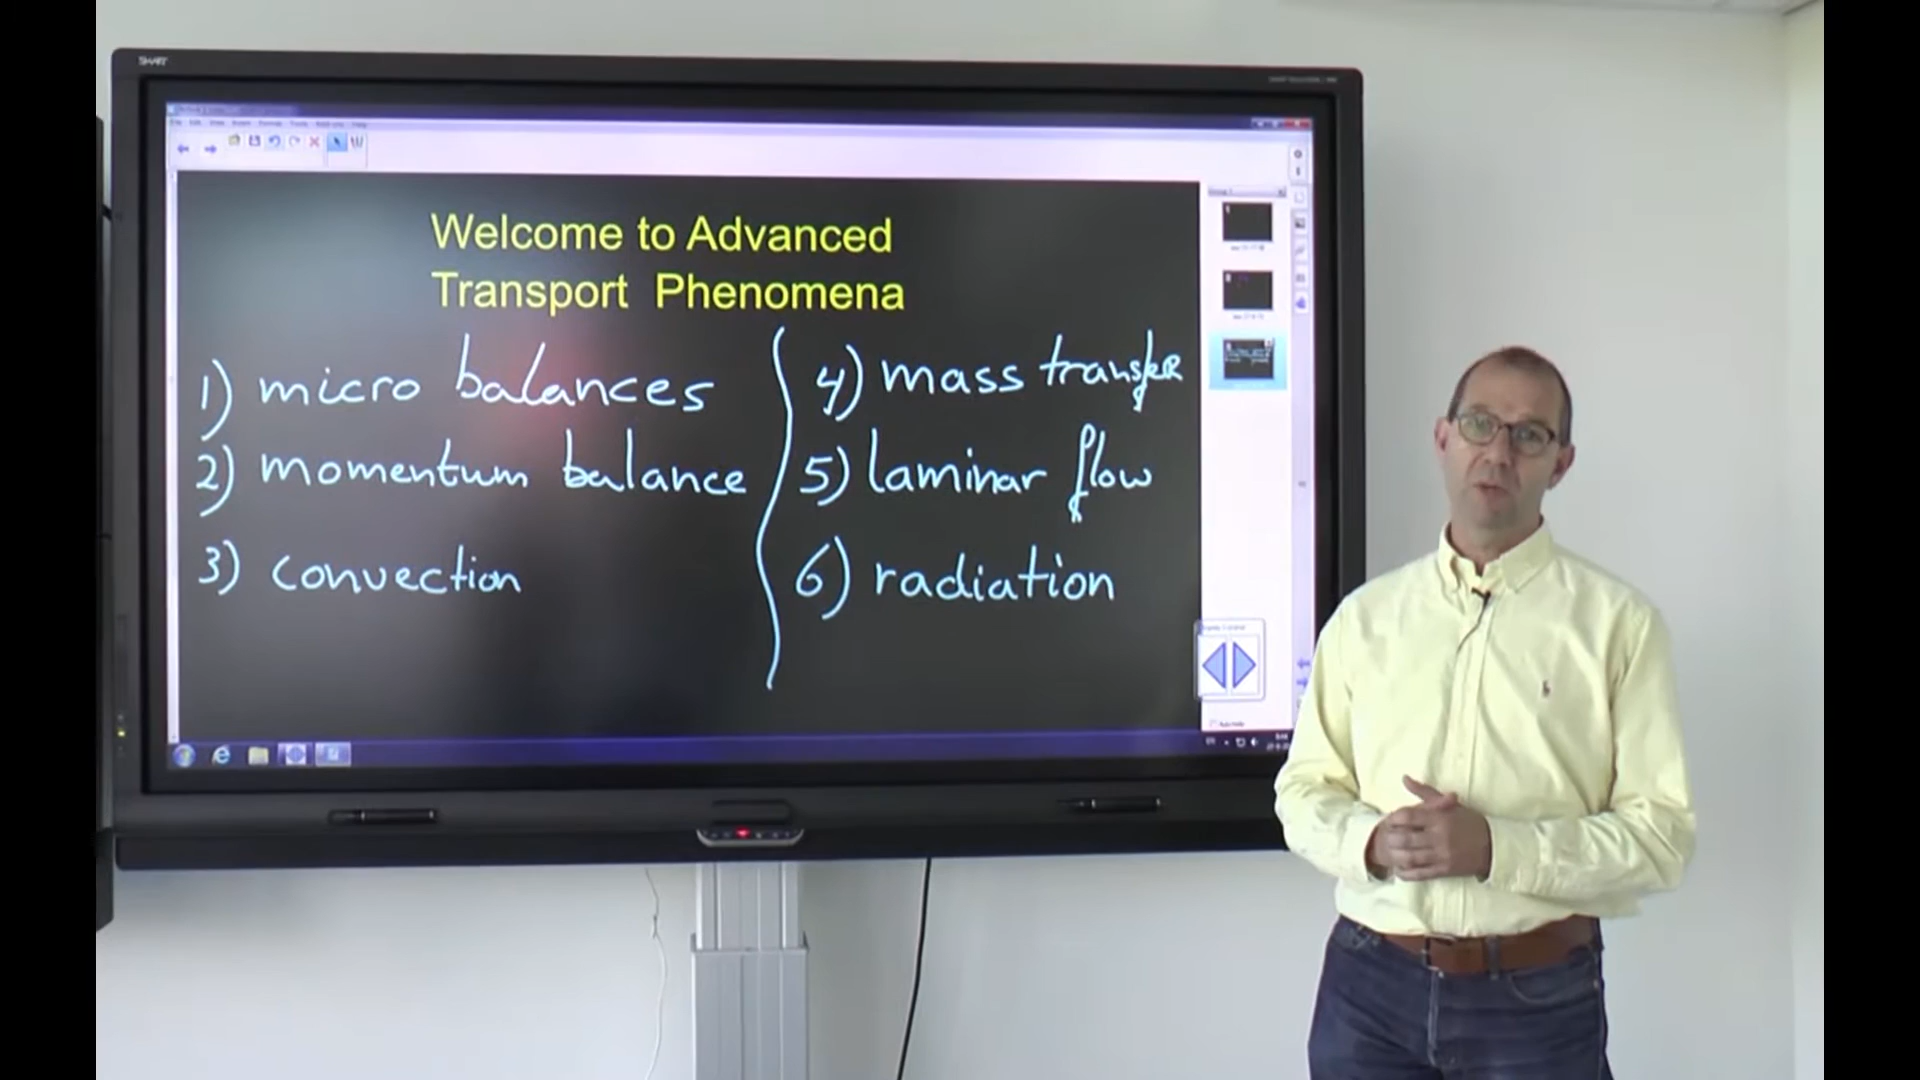 SMART
Welcome to Advanced
Transport Phenomena
1) micro balances
2) momentum balance
3) convection
4) mass transfer
5) laminar flow
6) radiation